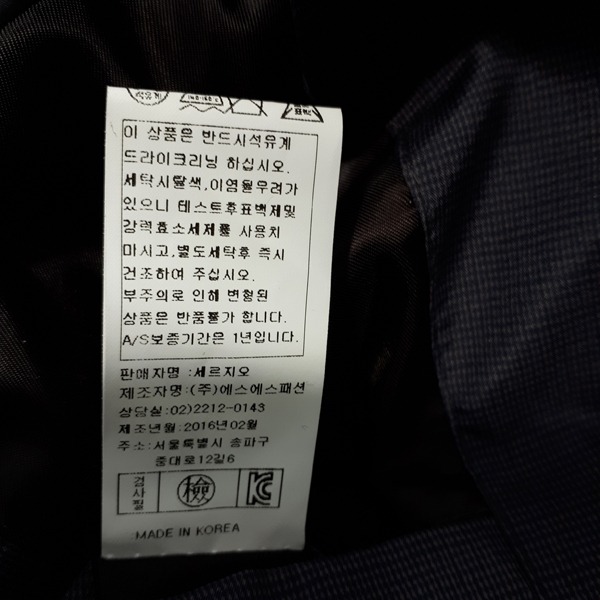 이 상품은 반드시석유계
드라이크리닝 하십시오.
세탁시탈색,이염될우려가
있으니 테스트후표백제및
강력효소세제를 사용치
마시고,별도세탁후 즉시
건조하여 주십시오.
부주의로 인해 변형된
상품은 반품률가 합니다.
A/S보증기간은 1년입니다.
판매자명 :세르지오
제조자명:(주)에스에스패션
상담실:02)2212-0143
제조년월:2016년02월
주소:서울특별시 송파구
중대로12길6
검사필 檢 KC
MADE IN KOREA